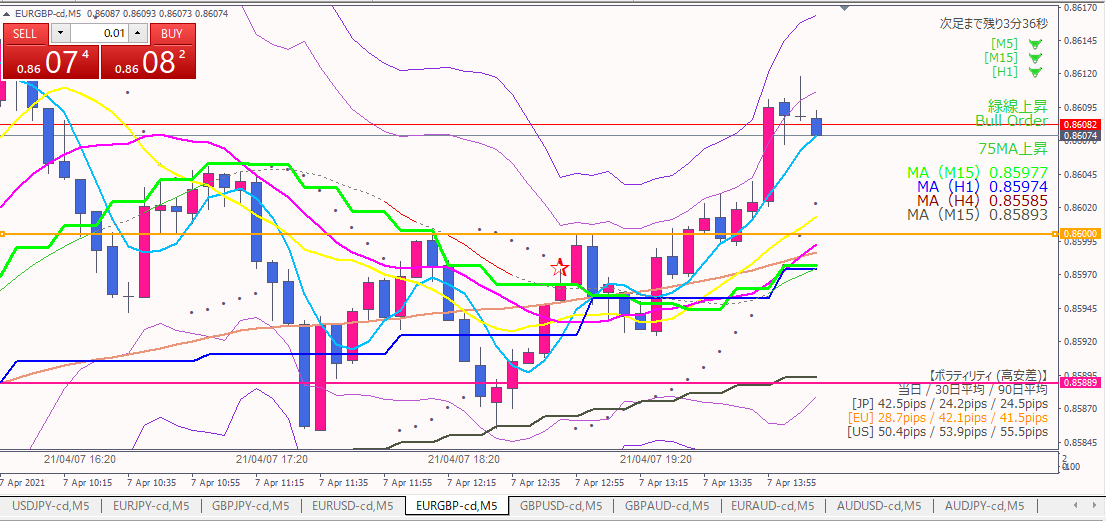 EURGBP-cd,M5 0.86087 0.86093 0.86073 0.86074
SELL 0.01 BUY
0.86 07 4 0.86 08 2
次足まで残り3分36秒
[M5]
[M15]
[H1]
緑線上昇
Bull Order
75MA上昇
MA (M15) 0.85977
MA (H1) 0.85974
MA (H4) 0.85585
MA (M15) 0.85893
【ボラティリティ (高安差)】
当日 / 30日平均 / 90日平均
[JP] 42.5pips / 24.2pips / 24.5pips
[EU] 28.7pips / 42.1pips / 41.5pips
[US] 50.4pips / 53.9pips / 55.5pips
0.86170
0.86145
0.86120
0.86095
0.86082
0.86074
0.86045
0.86020
0.86000
0.85995
0.85970
0.85945
0.85920
0.85895
0.85889
0.85870
0.85845
21/04/07 16:20 21/04/07 17:20 21/04/07 18:20 21/04/07 19:20
7 Apr 2021 7 Apr 10:15 7 Apr 10:35 7 Apr 10:55 7 Apr 11:15 7 Apr 11:35 7 Apr 11:55 7 Apr 12:15 7 Apr 12:35 7 Apr 12:55 7 Apr 13:15 7 Apr 13:35 7 Apr 13:55
USDJPY-cd,M5 EURJPY-cd,M5 GBPJPY-cd,M5 EURUSD-cd,M5 EURGBP-cd,M5 GBPUSD-cd,M5 GBPAUD-cd,M5 EURAUD-cd,M5 AUDUSD-cd,M5 AUDJPY-cd,M5